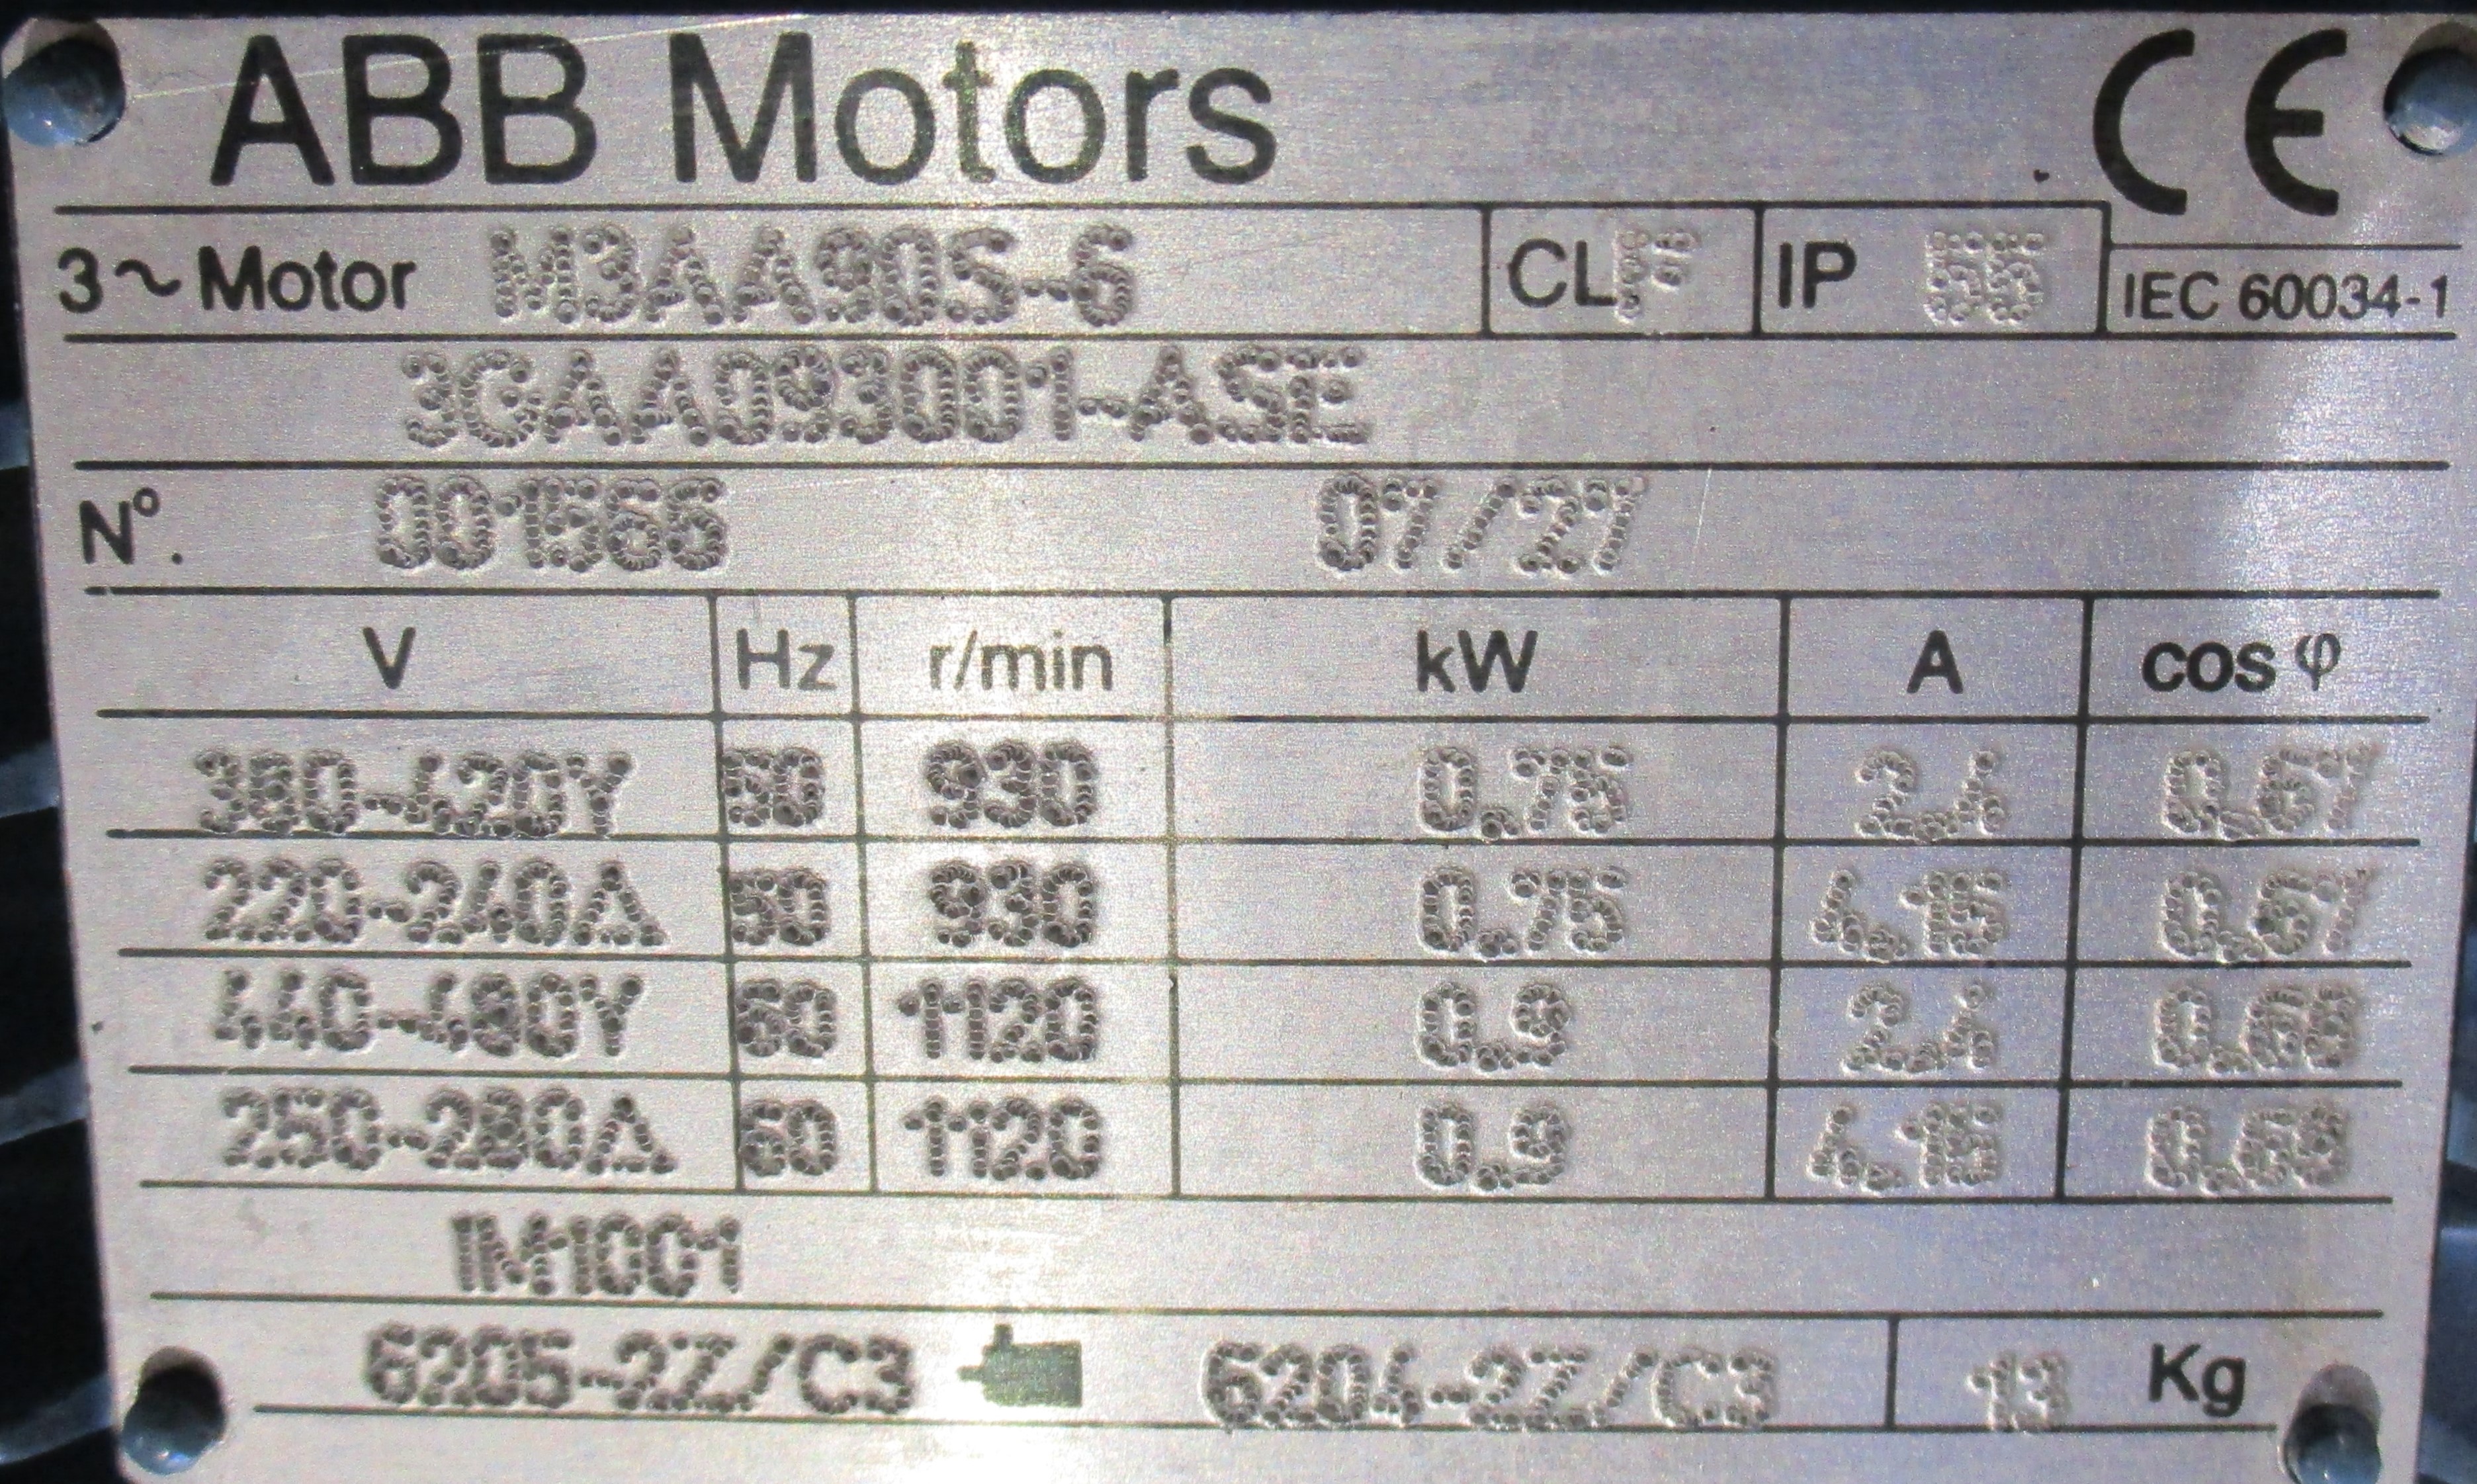 ABB Motors CE
3~Motor M3AA90S-6 CL F IP 55 IEC 60034-1
3GAA093001-ASE
Nº. 001566 07/27
V Hz r/min kW A cos φ
380-420Y 50 930 0.75 2.4 0.67
220-240Δ 50 930 0.75 4.15 0.67
440-480Y 60 1120 0.9 2.4 0.68
250-280Δ 60 1120 0.9 4.15 0.68
IM1001
6205-2Z/C3 6204-2Z/C3 13 Kg